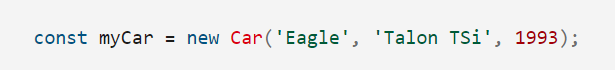 const myCar = new Car('Eagle', 'Talon TSi', 1993);